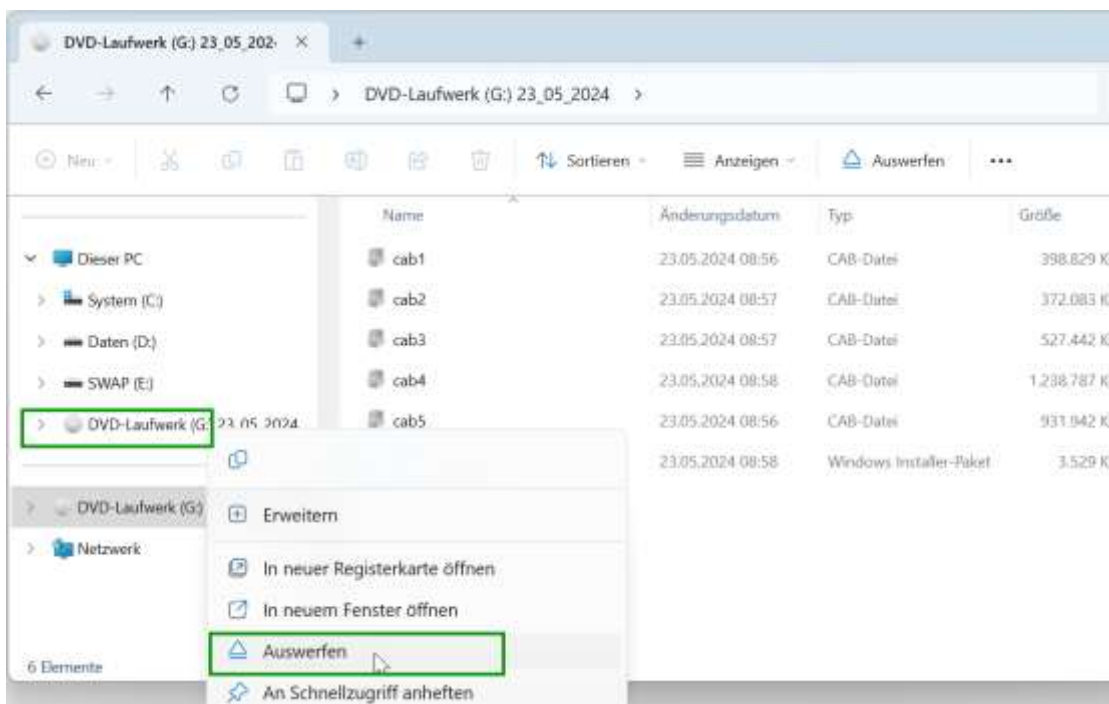 DVD-Laufwerk (G:) 23_05_202
DVD-Laufwerk (G:) 23_05_2024
Neu Sortieren Anzeigen Auswerfen
Name Änderungsdatum Typ Größe
Dieser PC cab1 23.05.2024 08:56 CAB-Datei 398.829 K
System (C:) cab2 23.05.2024 08:57 CAB-Datei 372.083 K
Daten (D:) cab3 23.05.2024 08:57 CAB-Datei 527.442 K
SWAP (E:) cab4 23.05.2024 08:58 CAB-Datei 1.238.787 K
DVD-Laufwerk (G:) 23_05_2024 cab5 23.05.2024 08:56 CAB-Datei 931.942 K
23.05.2024 08:58 Windows Installer-Paket 3.529 K
DVD-Laufwerk (G:)
Erweitern
Netzwerk
In neuer Registerkarte öffnen
In neuem Fenster öffnen
Auswerfen
6 Elemente
An Schnellzugriff anheften